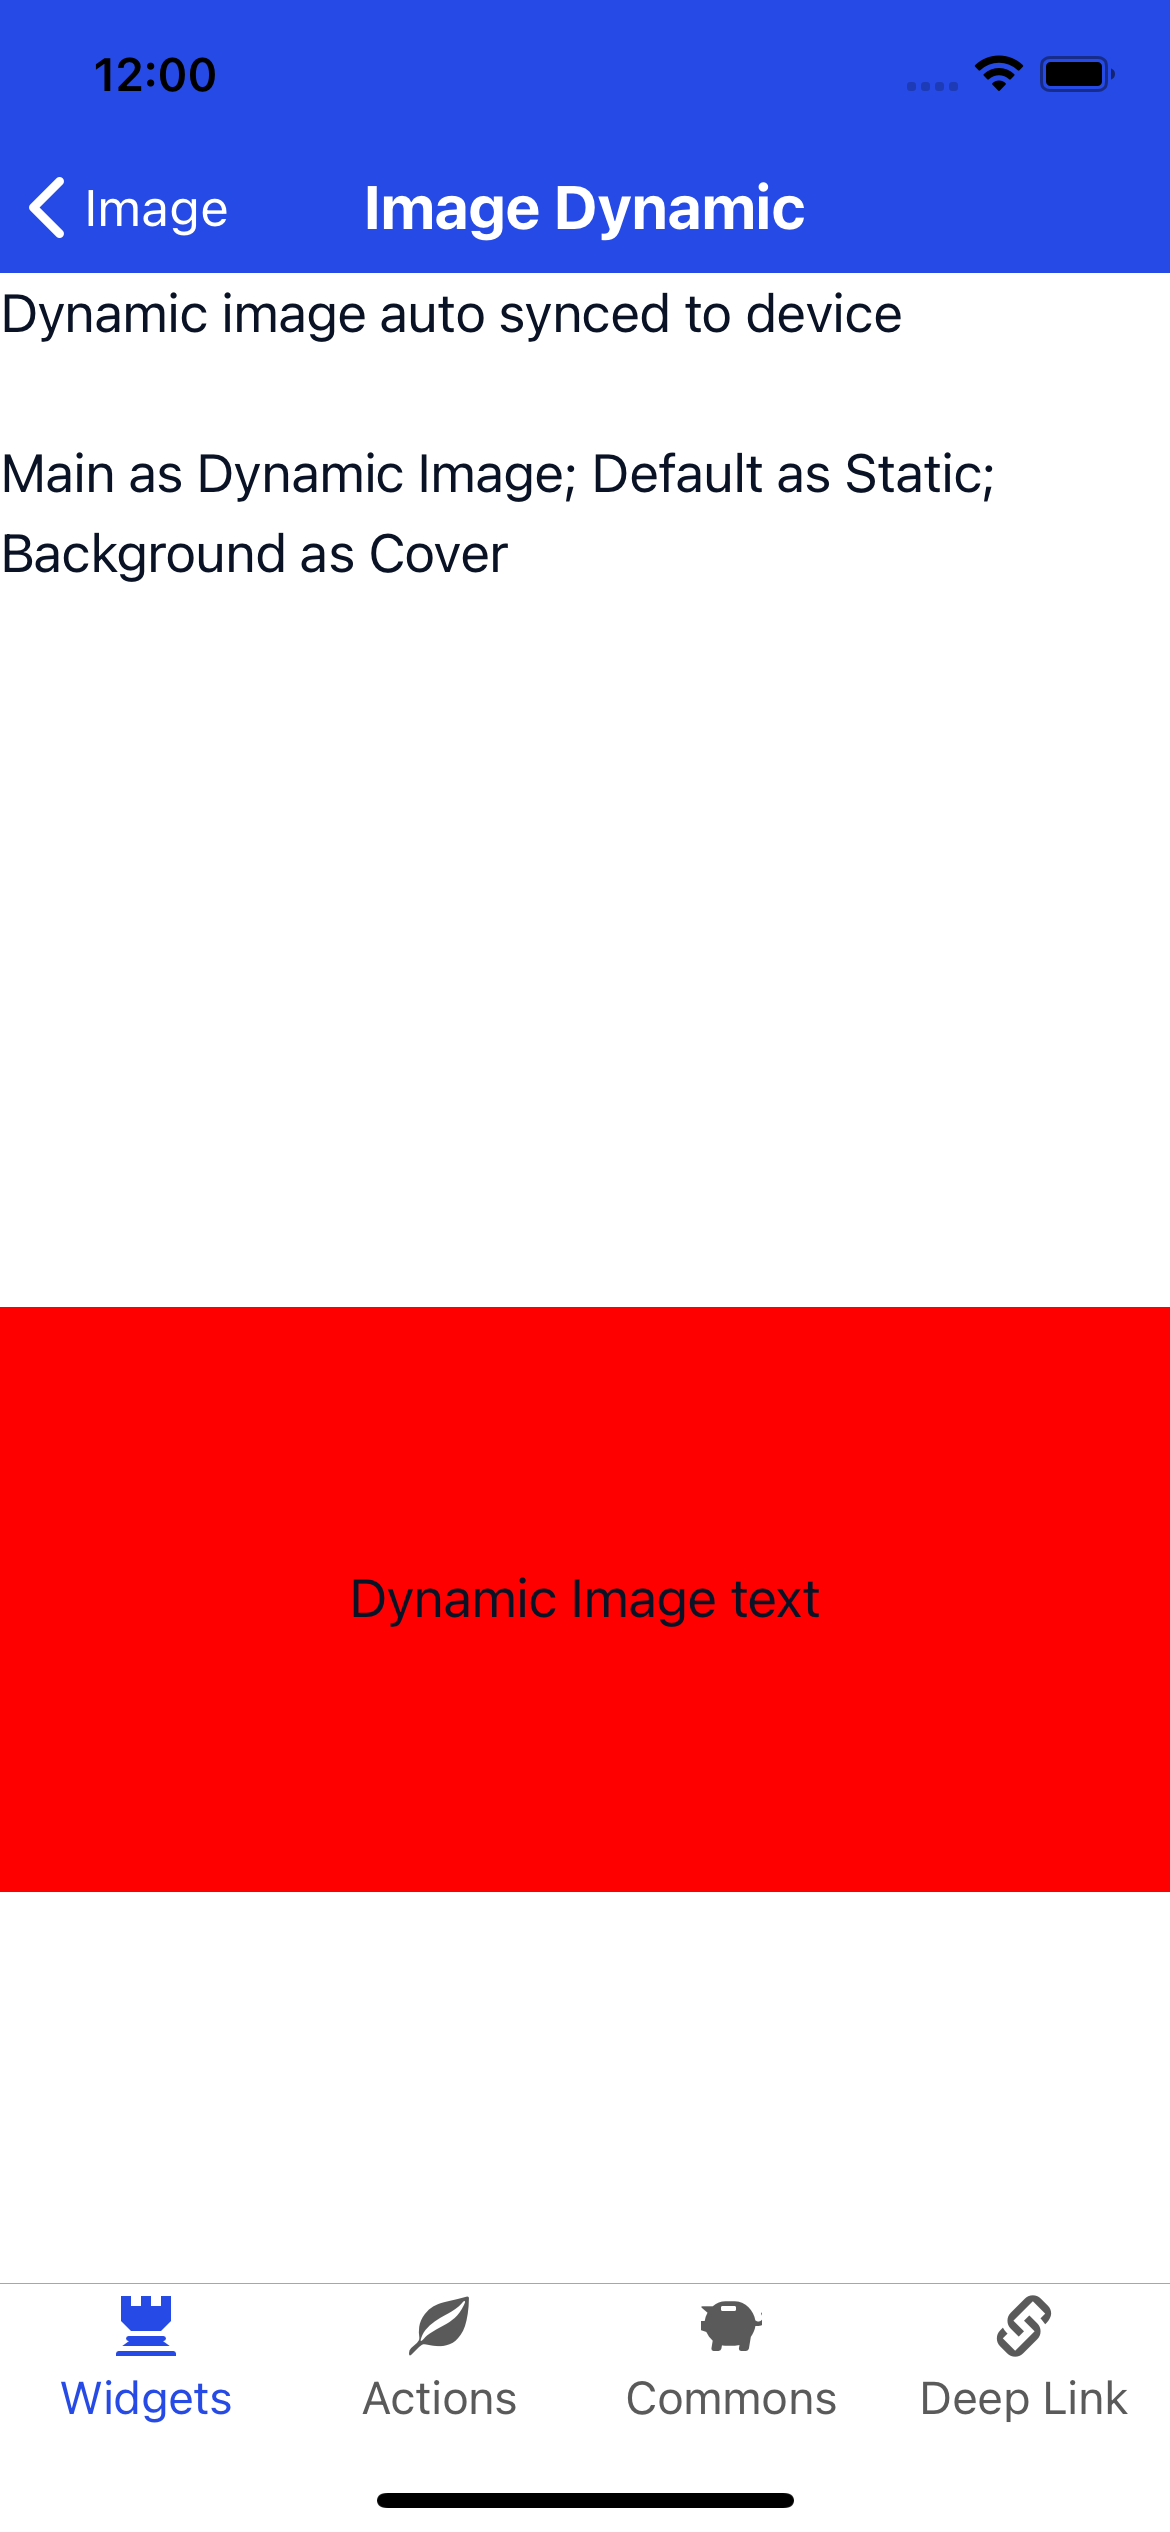 12:00
Image
Image Dynamic
Dynamic image auto synced to device
Main as Dynamic Image; Default as Static;
Background as Cover
Dynamic Image text
Widgets
Actions
Commons
Deep Link